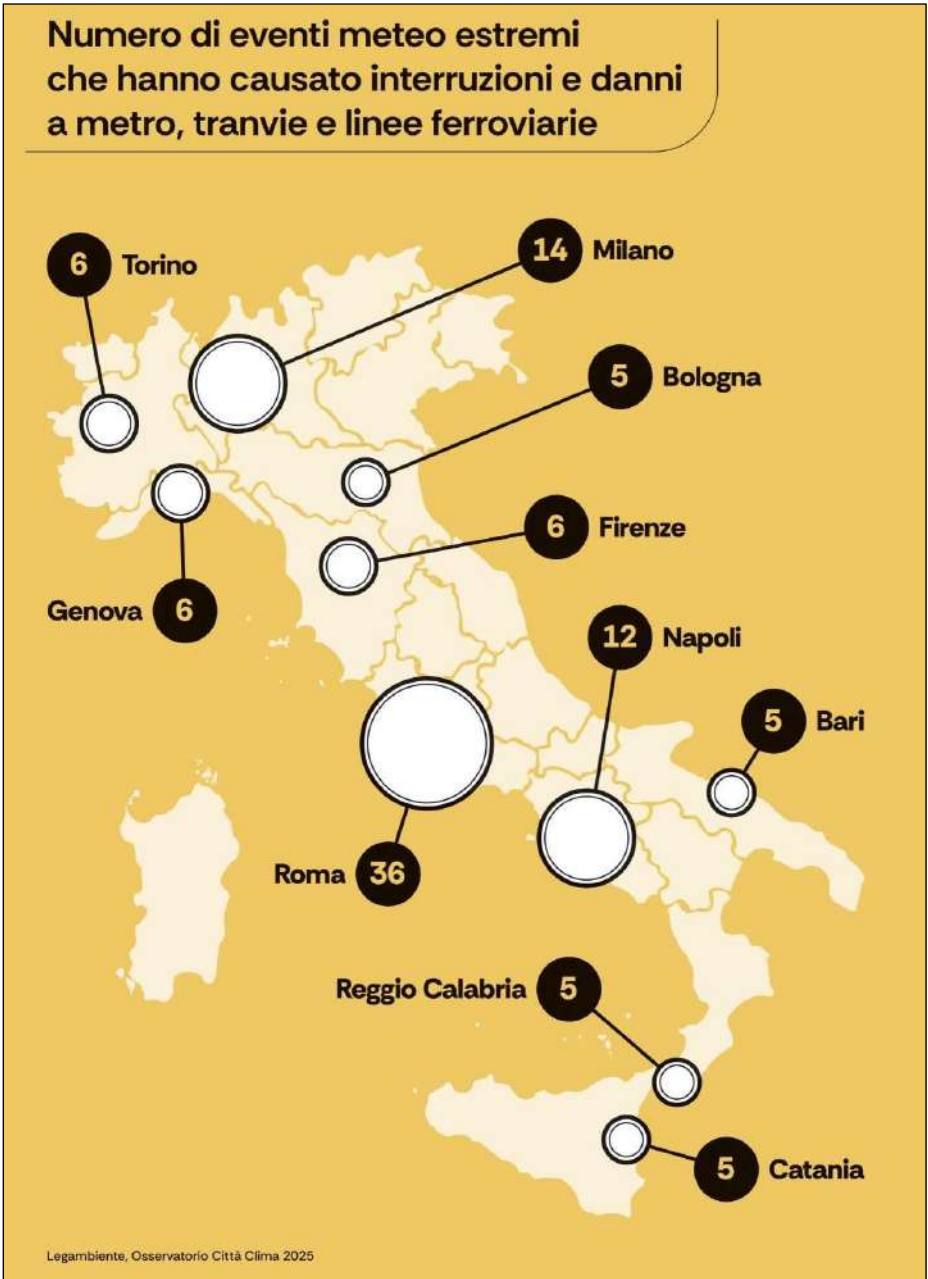 Numero di eventi meteo estremi
che hanno causato interruzioni e danni
a metro, tranvie e linee ferroviarie
14 Milano
6 Torino
5 Bologna
6 Firenze
Genova 6
12 Napoli
5 Bari
Roma 36
Reggio Calabria 5
5 Catania
Legambiente, Osservatorio Città Clima 2025